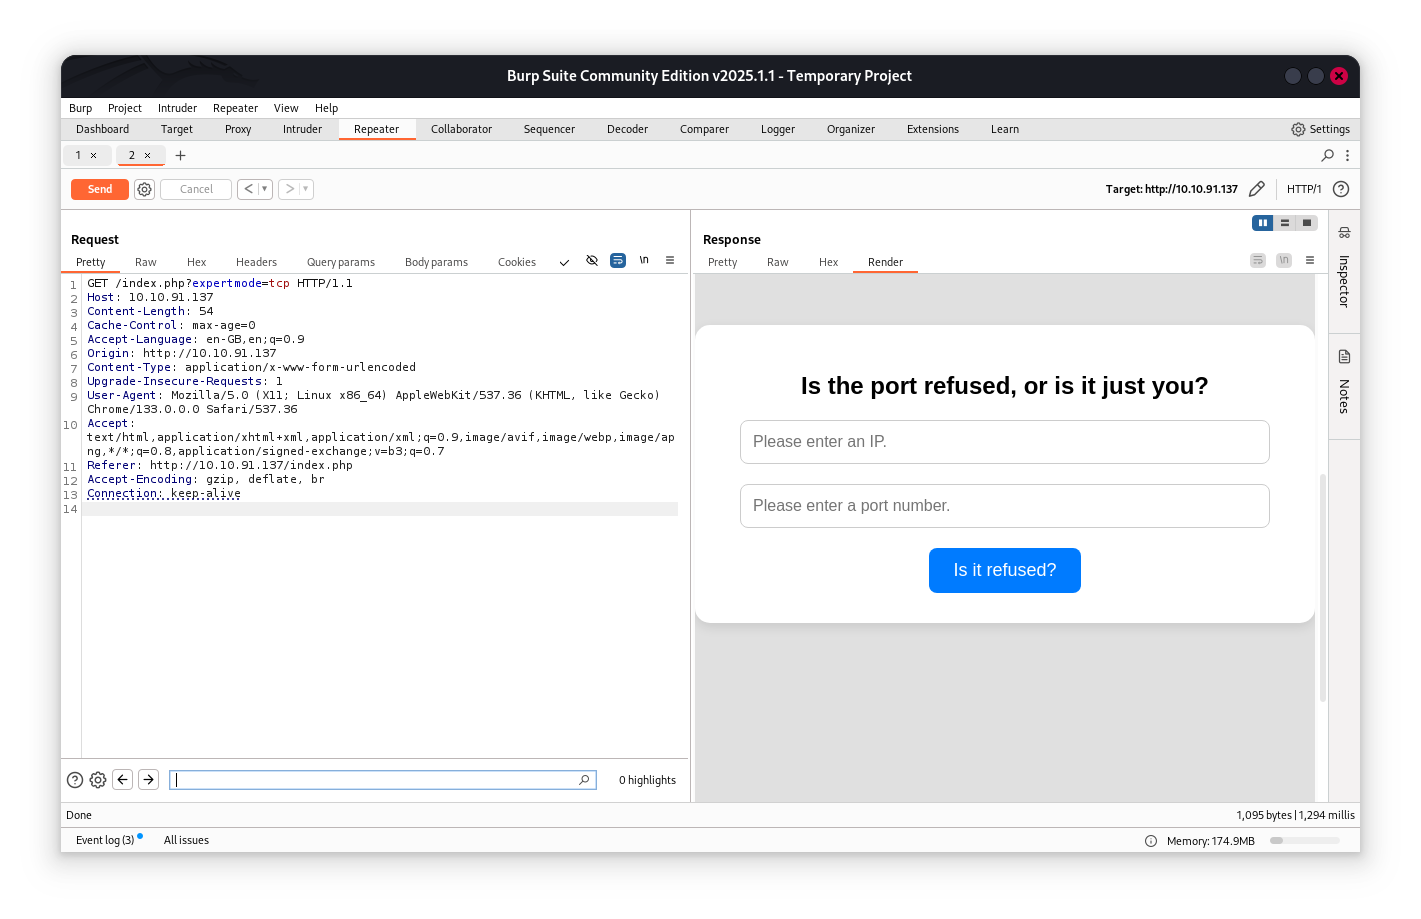 Burp Suite Community Edition v2025.1.1 - Temporary Project
Burp Project Intruder Repeater View Help
Dashboard Target Proxy Intruder Repeater Collaborator Sequencer Decoder Comparer Logger Organizer Extensions Learn Settings
1 × 2 × +
Send Cancel < > Target: http://10.10.91.137 HTTP/1 ?
Request
Pretty Raw Hex Headers Query params Body params Cookies \n
1 GET /index.php?expertmode=tcp HTTP/1.1
2 Host: 10.10.91.137
3 Content-Length: 54
4 Cache-Control: max-age=0
5 Accept-Language: en-GB,en;q=0.9
6 Origin: http://10.10.91.137
7 Content-Type: application/x-www-form-urlencoded
8 Upgrade-Insecure-Requests: 1
9 User-Agent: Mozilla/5.0 (X11; Linux x86_64) AppleWebKit/537.36 (KHTML, like Gecko)
Chrome/133.0.0.0 Safari/537.36
10 Accept:
text/html,application/xhtml+xml,application/xml;q=0.9,image/avif,image/webp,image/ap
ng,*/*;q=0.8,application/signed-exchange;v=b3;q=0.7
11 Referer: http://10.10.91.137/index.php
12 Accept-Encoding: gzip, deflate, br
13 Connection: keep-alive
14
0 highlights
Response
Pretty Raw Hex Render \n
Is the port refused, or is it just you?
Please enter an IP.
Please enter a port number.
Is it refused?
Inspector
Notes
Done 1,095 bytes | 1,294 millis
Event log (3) All issues Memory: 174.9MB